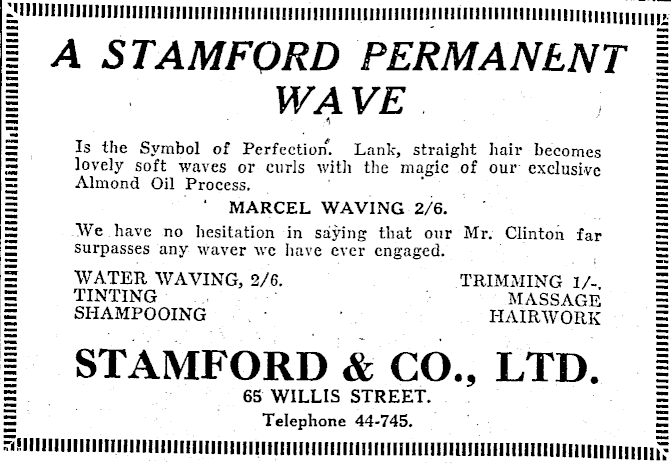 A STAMFORD PERMANENT
WAVE
Is the Symbol of Perfection. Lank, straight hair becomes
lovely soft waves or curls with the magic of our exclusive
Almond Oil Process.
MARCEL WAVING 2/6.
We have no hesitation in saying that our Mr. Clinton far
surpasses any waver we have ever engaged.
WATER WAVING, 2/6. TRIMMING 1/-.
TINTING MASSAGE
SHAMPOOING HAIRWORK
STAMFORD & CO., LTD.
65 WILLIS STREET.
Telephone 44-745.